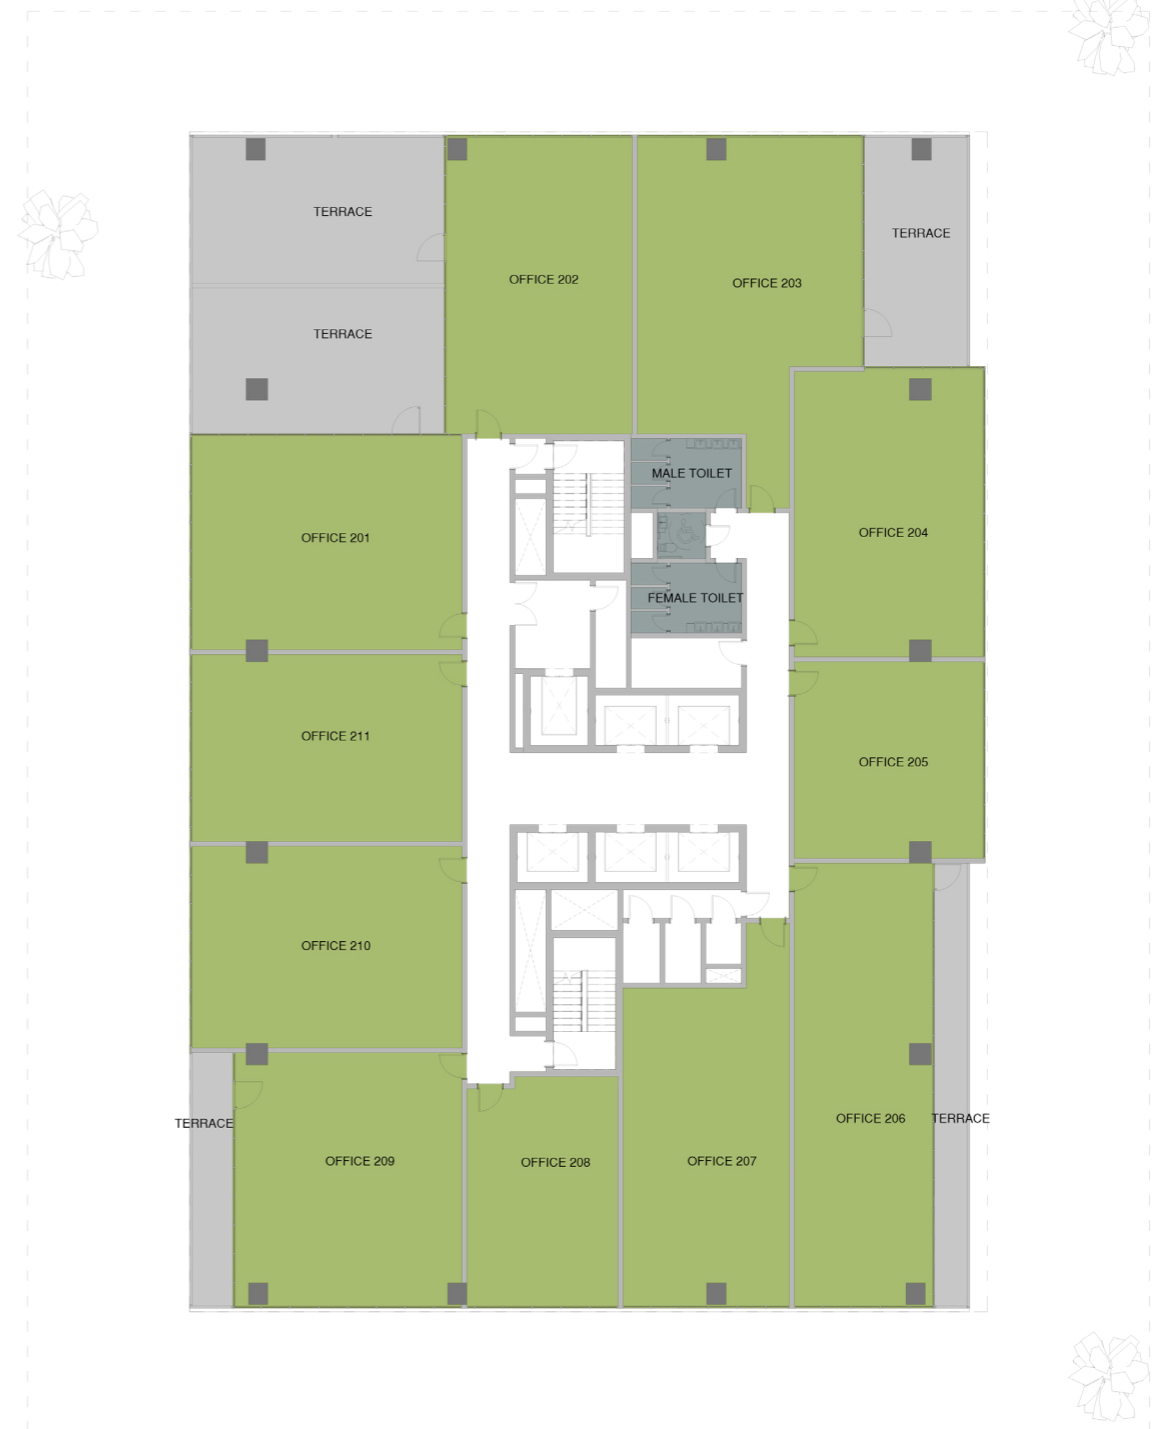 TERRACE
TERRACE
OFFICE 202
OFFICE 203
TERRACE
MALE TOILET
OFFICE 201
OFFICE 204
FEMALE TOILET
OFFICE 211
OFFICE 205
OFFICE 210
TERRACE
OFFICE 209
OFFICE 208
OFFICE 207
OFFICE 206
TERRACE